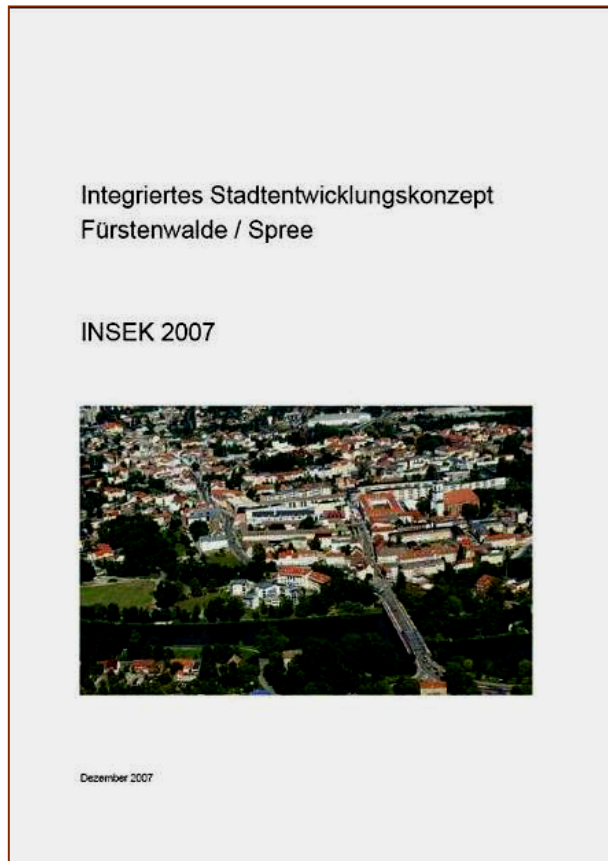 Integriertes Stadtentwicklungskonzept
Fürstenwalde / Spree
INSEK 2007
Dezember 2007